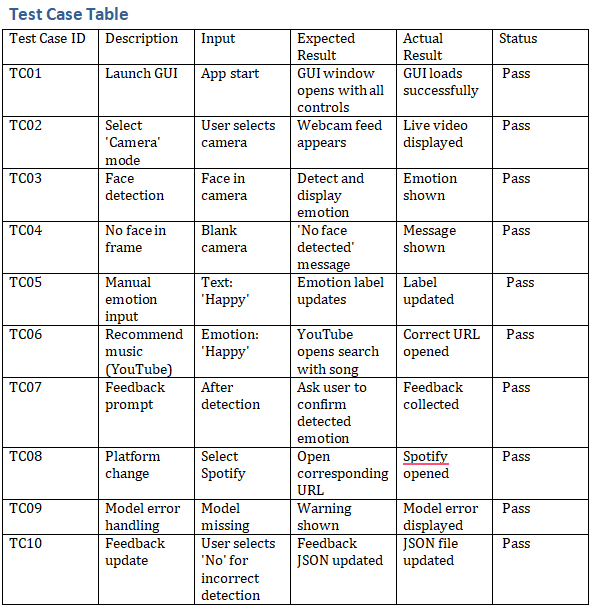 Test Case Table
Test Case ID Description Input Expected Result Actual Result Status
TC01 Launch GUI App start GUI window opens with all controls GUI loads successfully Pass
TC02 Select 'Camera' mode User selects camera Webcam feed appears Live video displayed Pass
TC03 Face detection Face in camera Detect and display emotion Emotion shown Pass
TC04 No face in frame Blank camera 'No face detected' message Message shown Pass
TC05 Manual emotion input Text: 'Happy' Emotion label updates Label updated Pass
TC06 Recommend music (YouTube) Emotion: 'Happy' YouTube opens search with song Correct URL opened Pass
TC07 Feedback prompt After detection Ask user to confirm detected emotion Feedback collected Pass
TC08 Platform change Select Spotify Open corresponding URL Spotify opened Pass
TC09 Model error handling Model missing Warning shown Model error displayed Pass
TC10 Feedback update User selects 'No' for incorrect detection Feedback JSON updated JSON file updated Pass